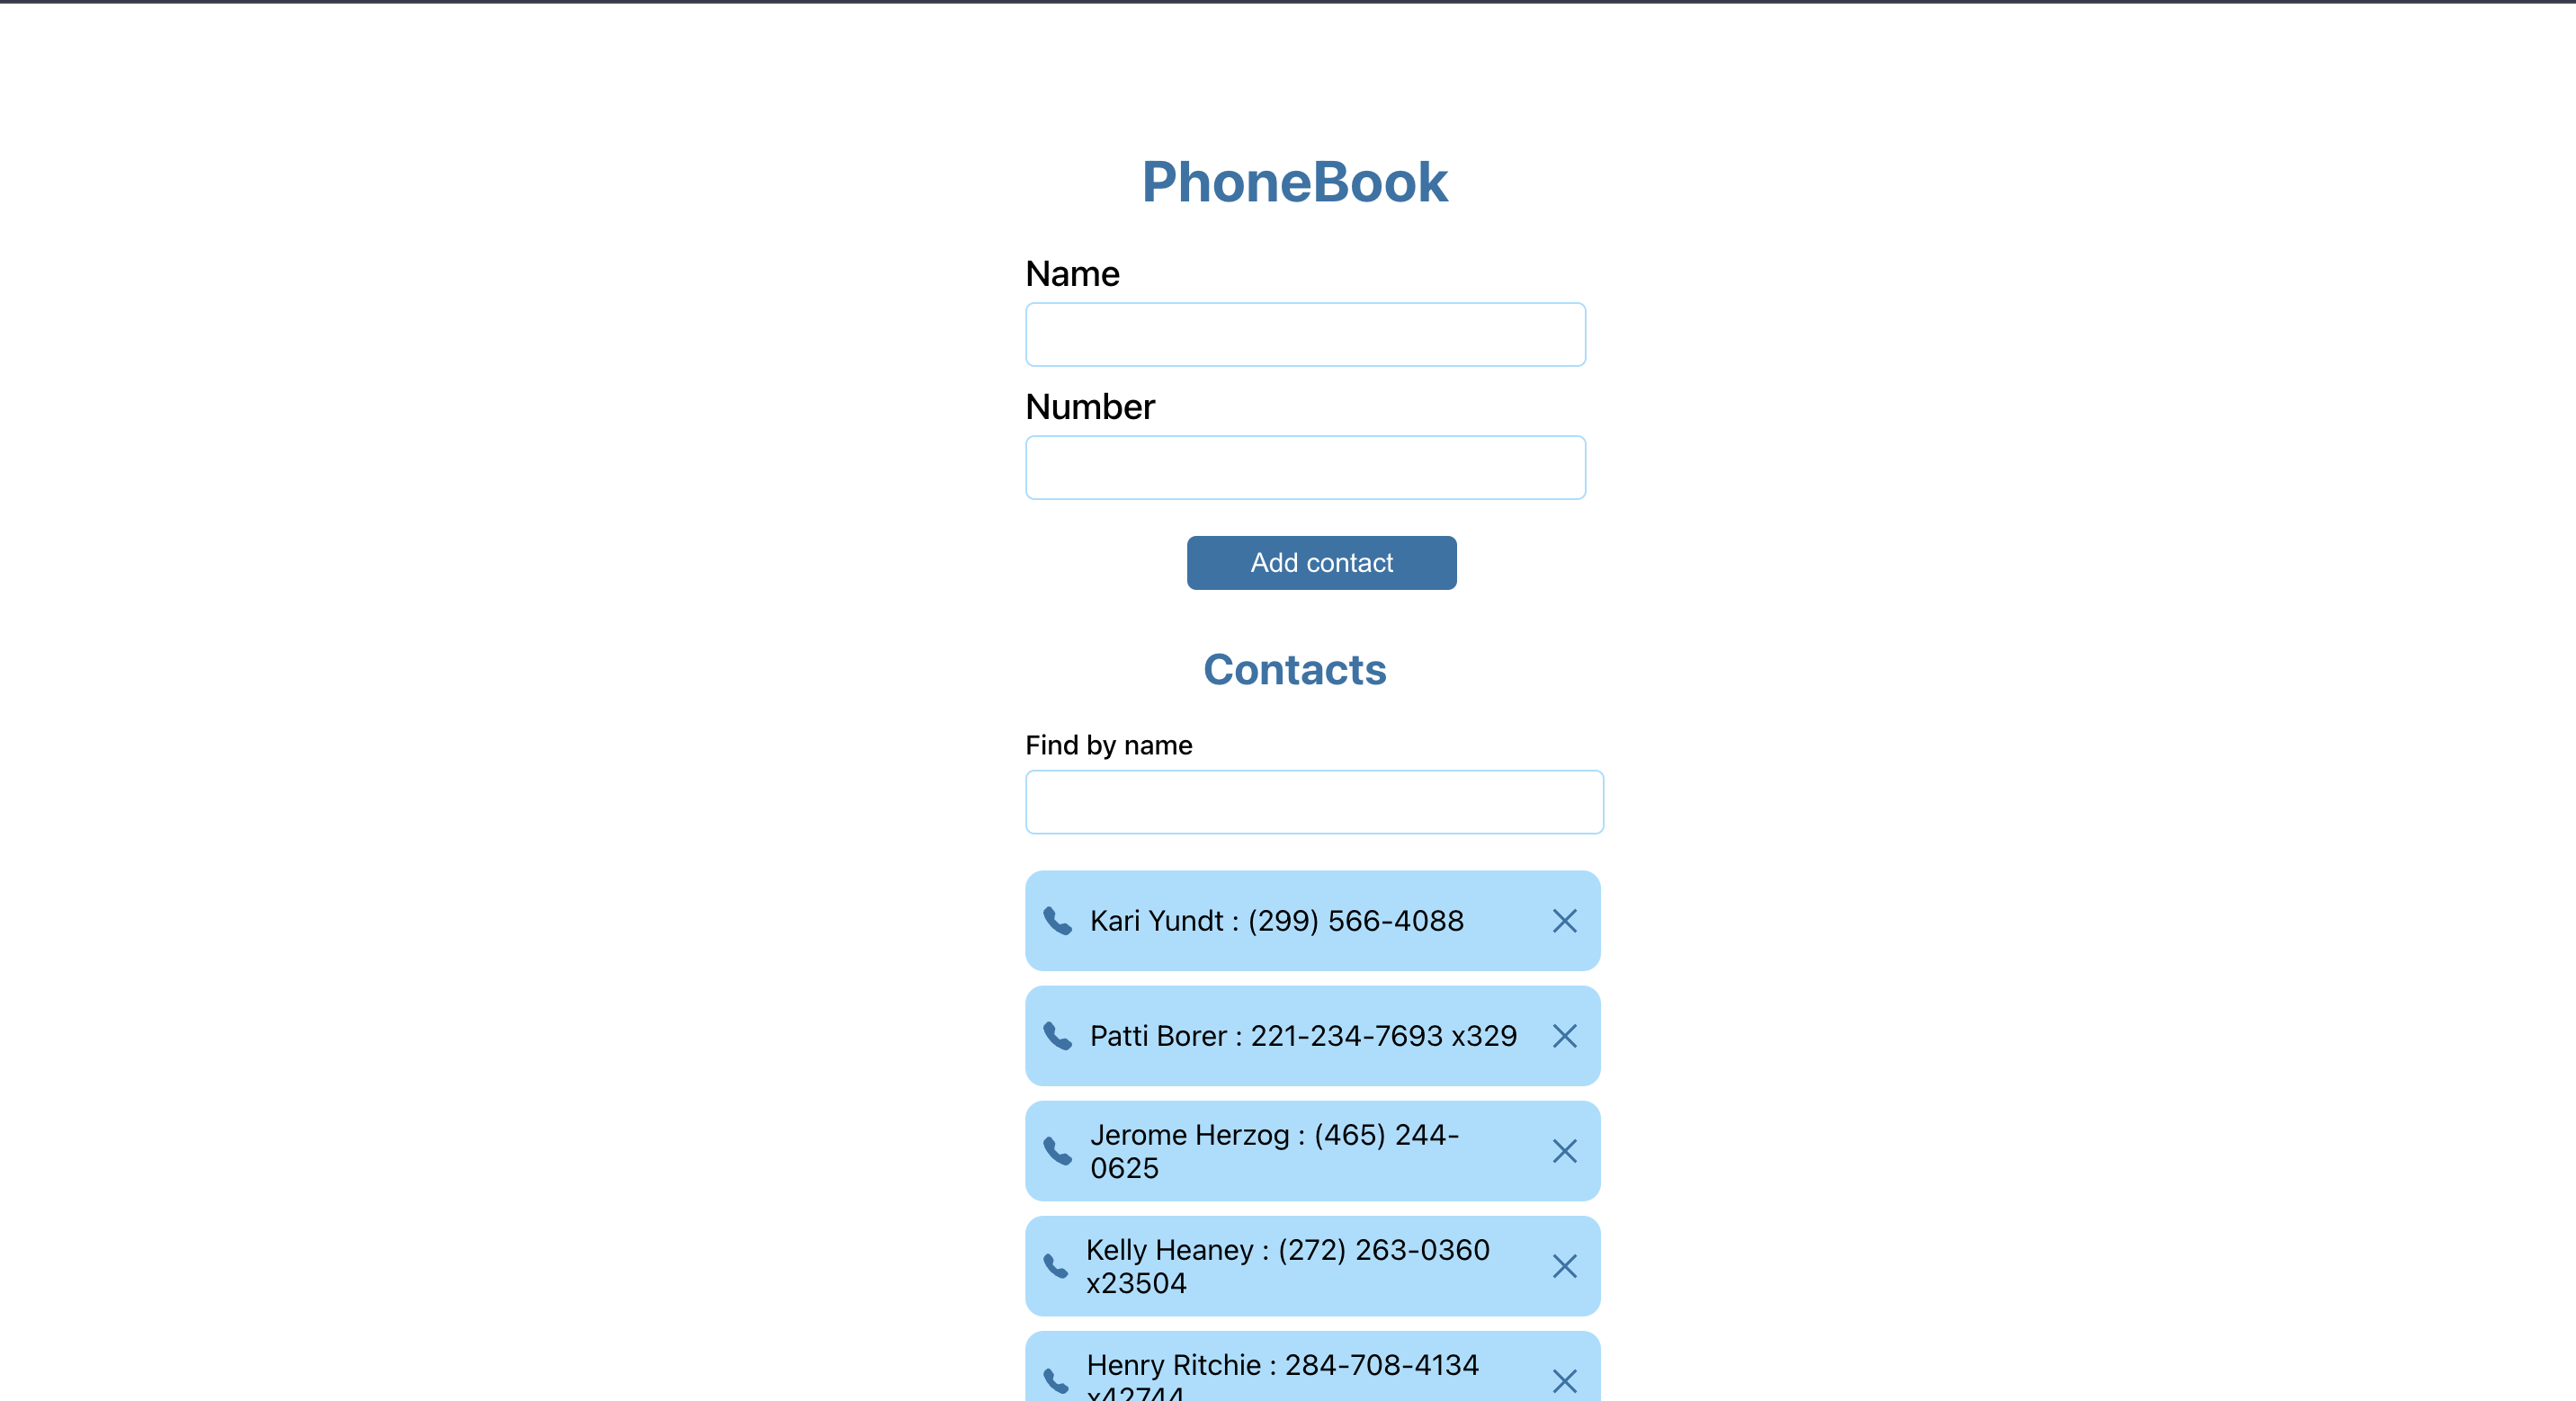 PhoneBook
Name
Number
Add contact
Contacts
Find by name
Kari Yundt : (299) 566-4088
Patti Borer : 221-234-7693 x329
Jerome Herzog : (465) 244-
0625
Kelly Heaney : (272) 263-0360
x23504
Henry Ritchie : 284-708-4134
x42744